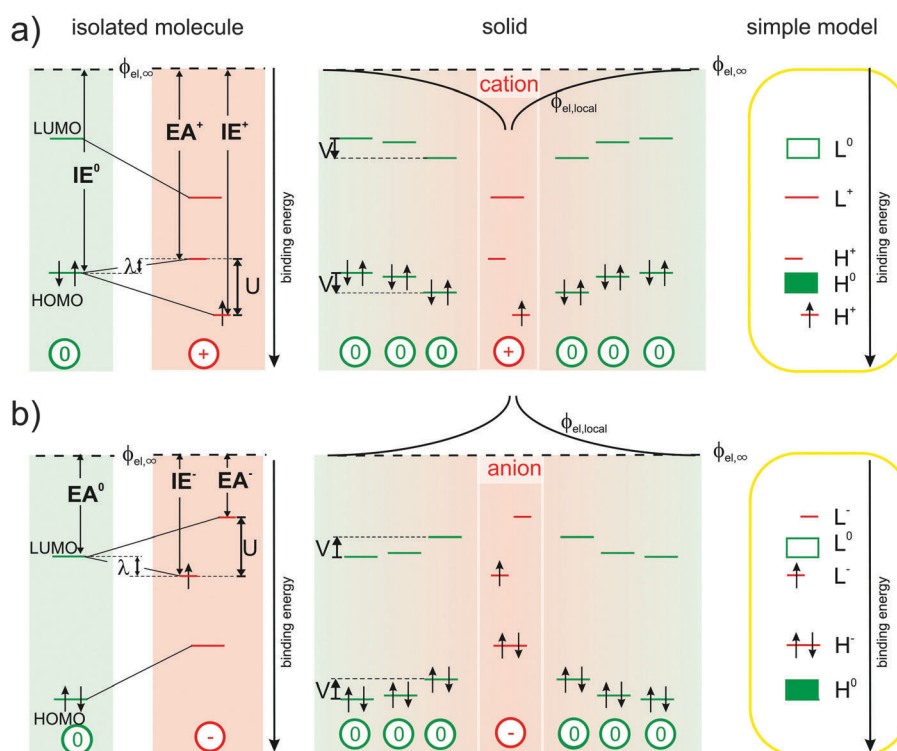 a)
isolated molecule
solid
simple model
ϕel,∞
cation
ϕel,∞
ϕel,local
LUMO
EA⁺
IE⁺
IE⁰
V
L⁰
L⁺
λ
U
V
H⁺
H⁰
H⁺
HOMO
binding energy
binding energy
0
+
0
0
0
+
0
0
0
b)
ϕel,local
ϕel,∞
anion
ϕel,∞
EA⁰
IE⁻
EA⁻
LUMO
λ
U
V
L⁻
L⁰
L⁻
binding energy
binding energy
V
H⁻
H⁰
HOMO
0
-
0
0
0
-
0
0
0